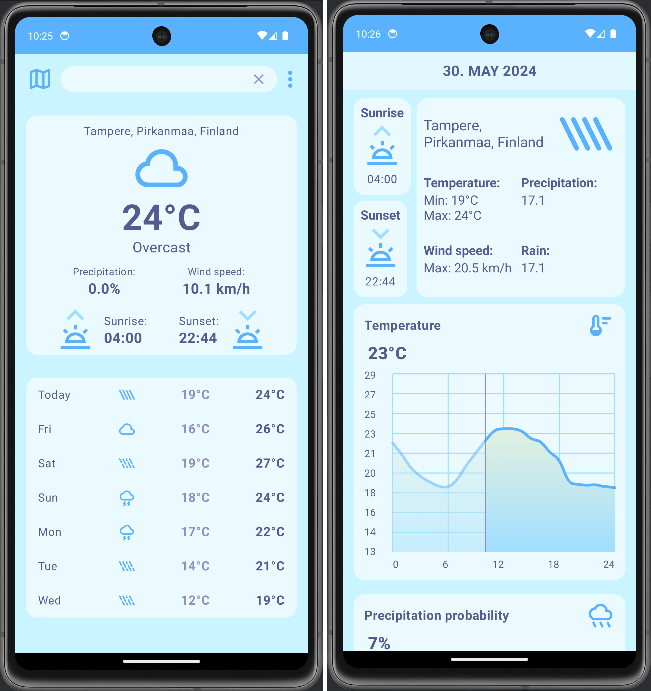 10:25
Tampere, Pirkanmaa, Finland
24°C
Overcast
Precipitation: Wind speed:
0.0% 10.1 km/h
Sunrise: Sunset:
04:00 22:44
Today 19°C 24°C
Fri 16°C 26°C
Sat 19°C 27°C
Sun 18°C 24°C
Mon 17°C 22°C
Tue 14°C 21°C
Wed 12°C 19°C
10:26
30. MAY 2024
Sunrise
04:00
Sunset
22:44
Tampere,
Pirkanmaa, Finland
Temperature: Precipitation:
Min: 19°C 17.1
Max: 24°C
Wind speed: Rain:
Max: 20.5 km/h 17.1
Temperature
23°C
29
27
25
23
21
20
18
16
14
13
0 6 12 18 24
Precipitation probability
7%